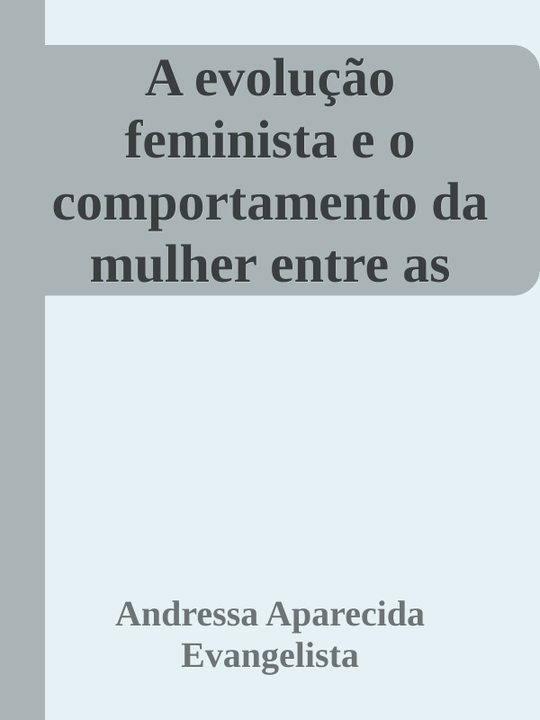 A evolução
feminista e o
comportamento da
mulher entre as
Andressa Aparecida
Evangelista